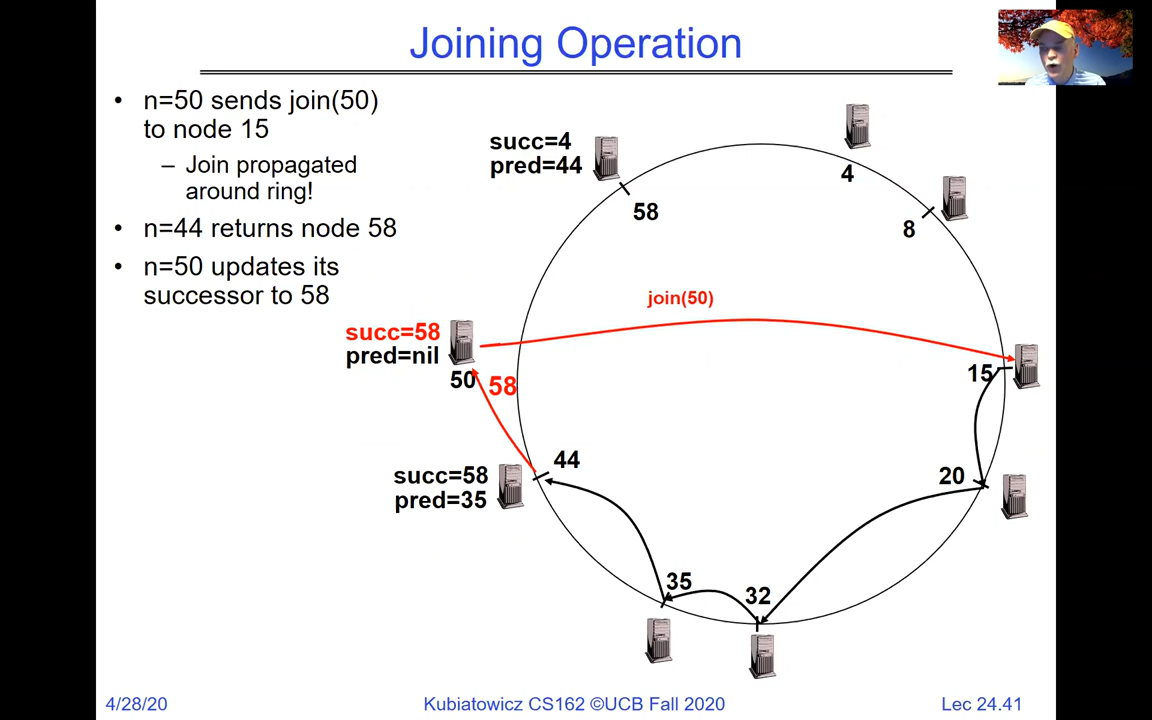 Joining Operation
• n=50 sends join(50)
to node 15
– Join propagated
around ring!
• n=44 returns node 58
• n=50 updates its
successor to 58
succ=4
pred=44
58
4
8
join(50)
succ=58
pred=nil
50
58
15
succ=58
pred=35
44
20
35
32
4/28/20
Kubiatowicz CS162 ©UCB Fall 2020
Lec 24.41